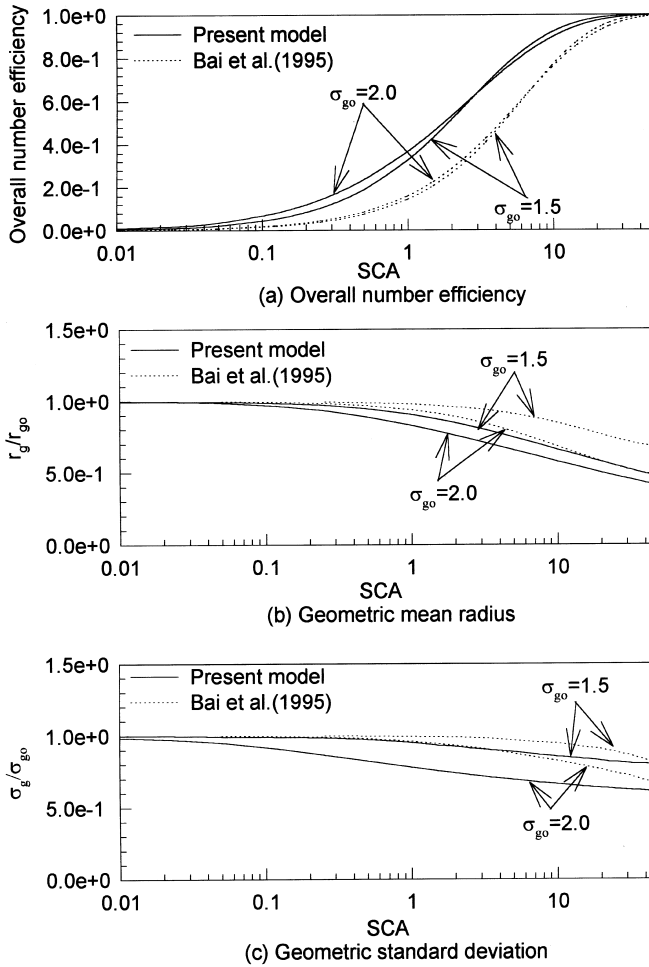 1.0e+0
8.0e-1
6.0e-1
4.0e-1
2.0e-1
0.0e+0
Overall number efficiency
Present model
Bai et al.(1995)
σgo=2.0
σgo=1.5
0.01
0.1
1
10
SCA
(a) Overall number efficiency
1.5e+0
1.0e+0
5.0e-1
0.0e+0
rg/rgo
Present model
Bai et al.(1995)
σgo=1.5
σgo=2.0
0.01
0.1
1
10
SCA
(b) Geometric mean radius
1.5e+0
1.0e+0
5.0e-1
0.0e+0
σg/σgo
Present model
Bai et al.(1995)
σgo=1.5
σgo=2.0
0.01
0.1
1
10
SCA
(c) Geometric standard deviation